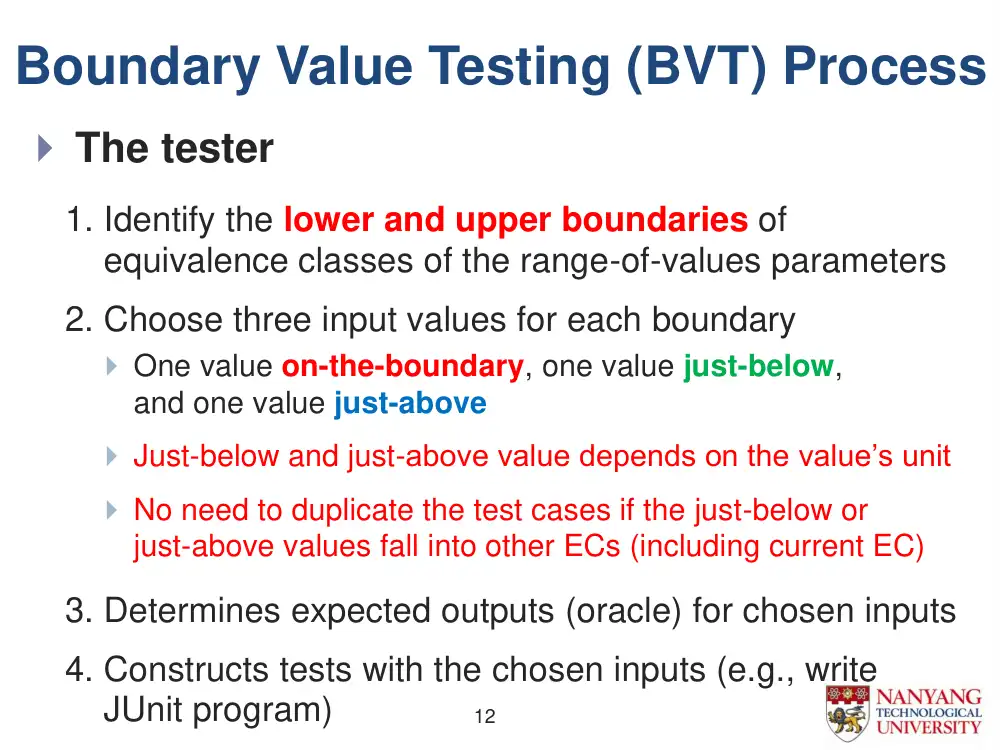 Boundary Value Testing (BVT) Process
The tester
1. Identify the lower and upper boundaries of
equivalence classes of the range-of-values parameters
2. Choose three input values for each boundary
One value on-the-boundary, one value just-below,
and one value just-above
Just-below and just-above value depends on the value’s unit
No need to duplicate the test cases if the just-below or
just-above values fall into other ECs (including current EC)
3. Determines expected outputs (oracle) for chosen inputs
4. Constructs tests with the chosen inputs (e.g., write
JUnit program)
12
NANYANG
TECHNOLOGICAL
UNIVERSITY